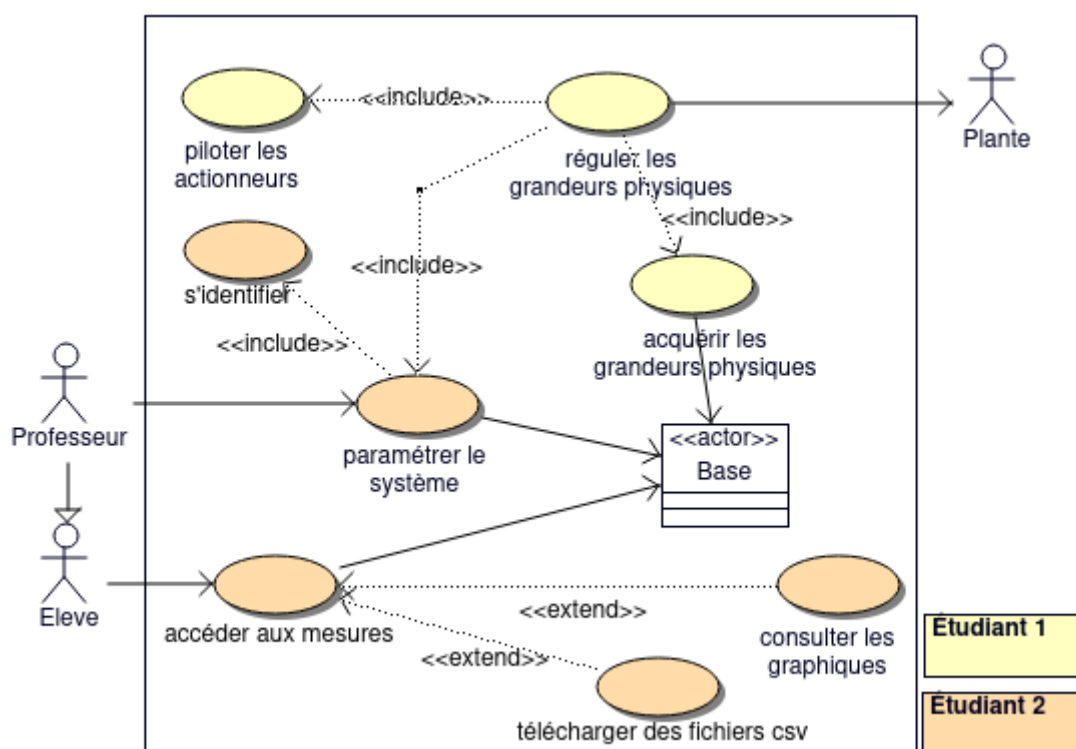 <<include>>
piloter les
actionneurs
réguler les
grandeurs physiques
Plante
<<include>>
<<include>>
s'identifier
<<include>>
acquérir les
grandeurs physiques
Professeur
paramétrer le
système
<<actor>>
Base
Eleve
accéder aux mesures
<<extend>>
consulter les
graphiques
<<extend>>
télécharger des fichiers csv
Étudiant 1
Étudiant 2